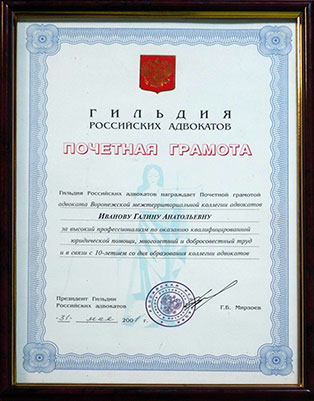 ГИЛЬДИЯ
РОССИЙСКИХ АДВОКАТОВ
ПОЧЕТНАЯ ГРАМОТА
Гильдия Российских адвокатов награждает Почетной грамотой
адвоката Воронежской межтерриториальной коллегии адвокатов
Иванову Галину Анатольевну
за высокий профессионализм по оказанию квалифицированной
юридической помощи, многолетний и добросовестный труд
и в связи с 10-летием со дня образования коллегии адвокатов
Президент Гильдии
Российских адвокатов
Г.Б. Мирзоев
«31» мая